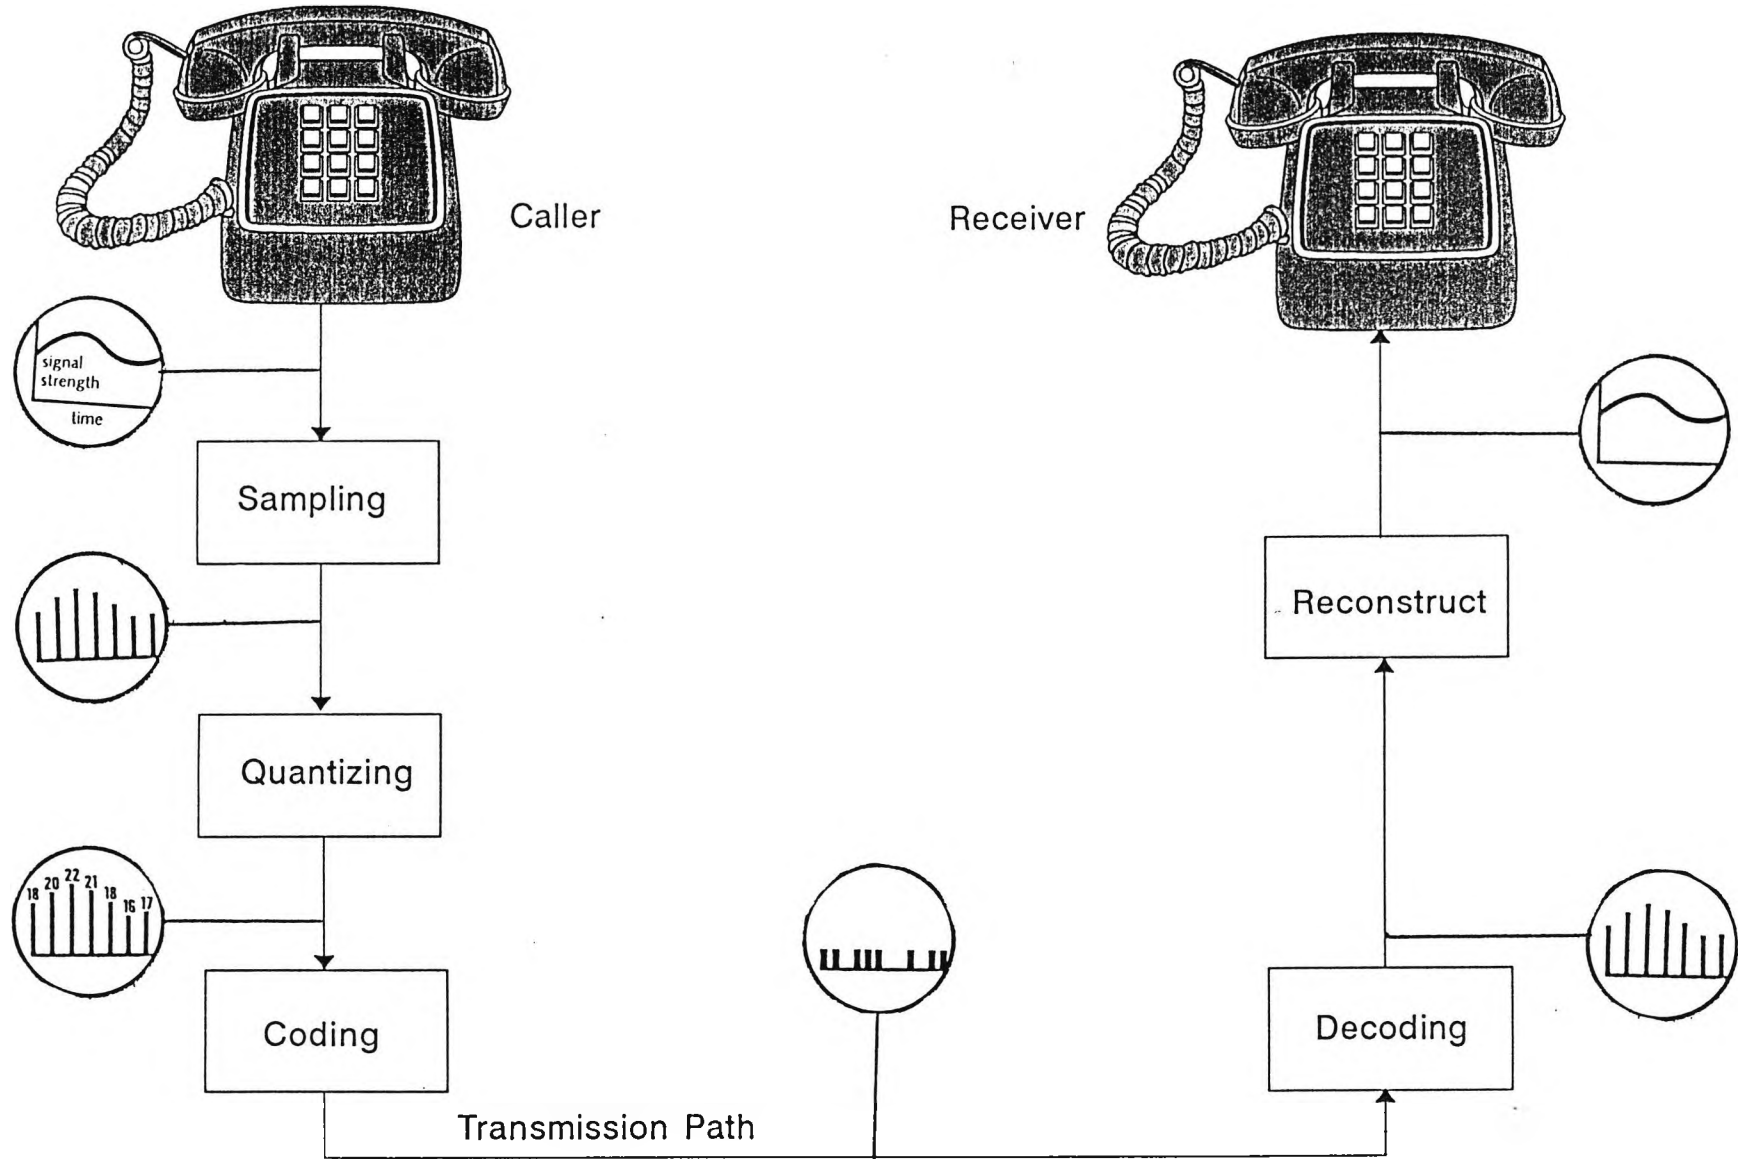 Caller
Receiver
signal
strength
time
Sampling
Quantizing
18 20 22 21 18 16 17
Coding
Transmission Path
Decoding
Reconstruct